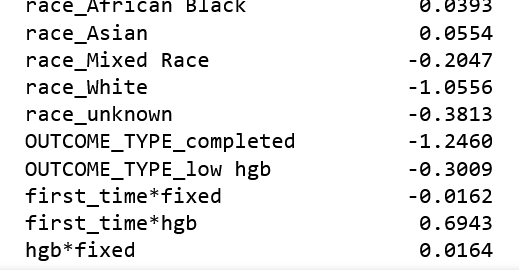 race_African Black 0.0393
race_Asian 0.0554
race_Mixed Race -0.2047
race_White -1.0556
race_unknown -0.3813
OUTCOME_TYPE_completed -1.2460
OUTCOME_TYPE_low hgb -0.3009
first_time*fixed -0.0162
first_time*hgb 0.6943
hgb*fixed 0.0164